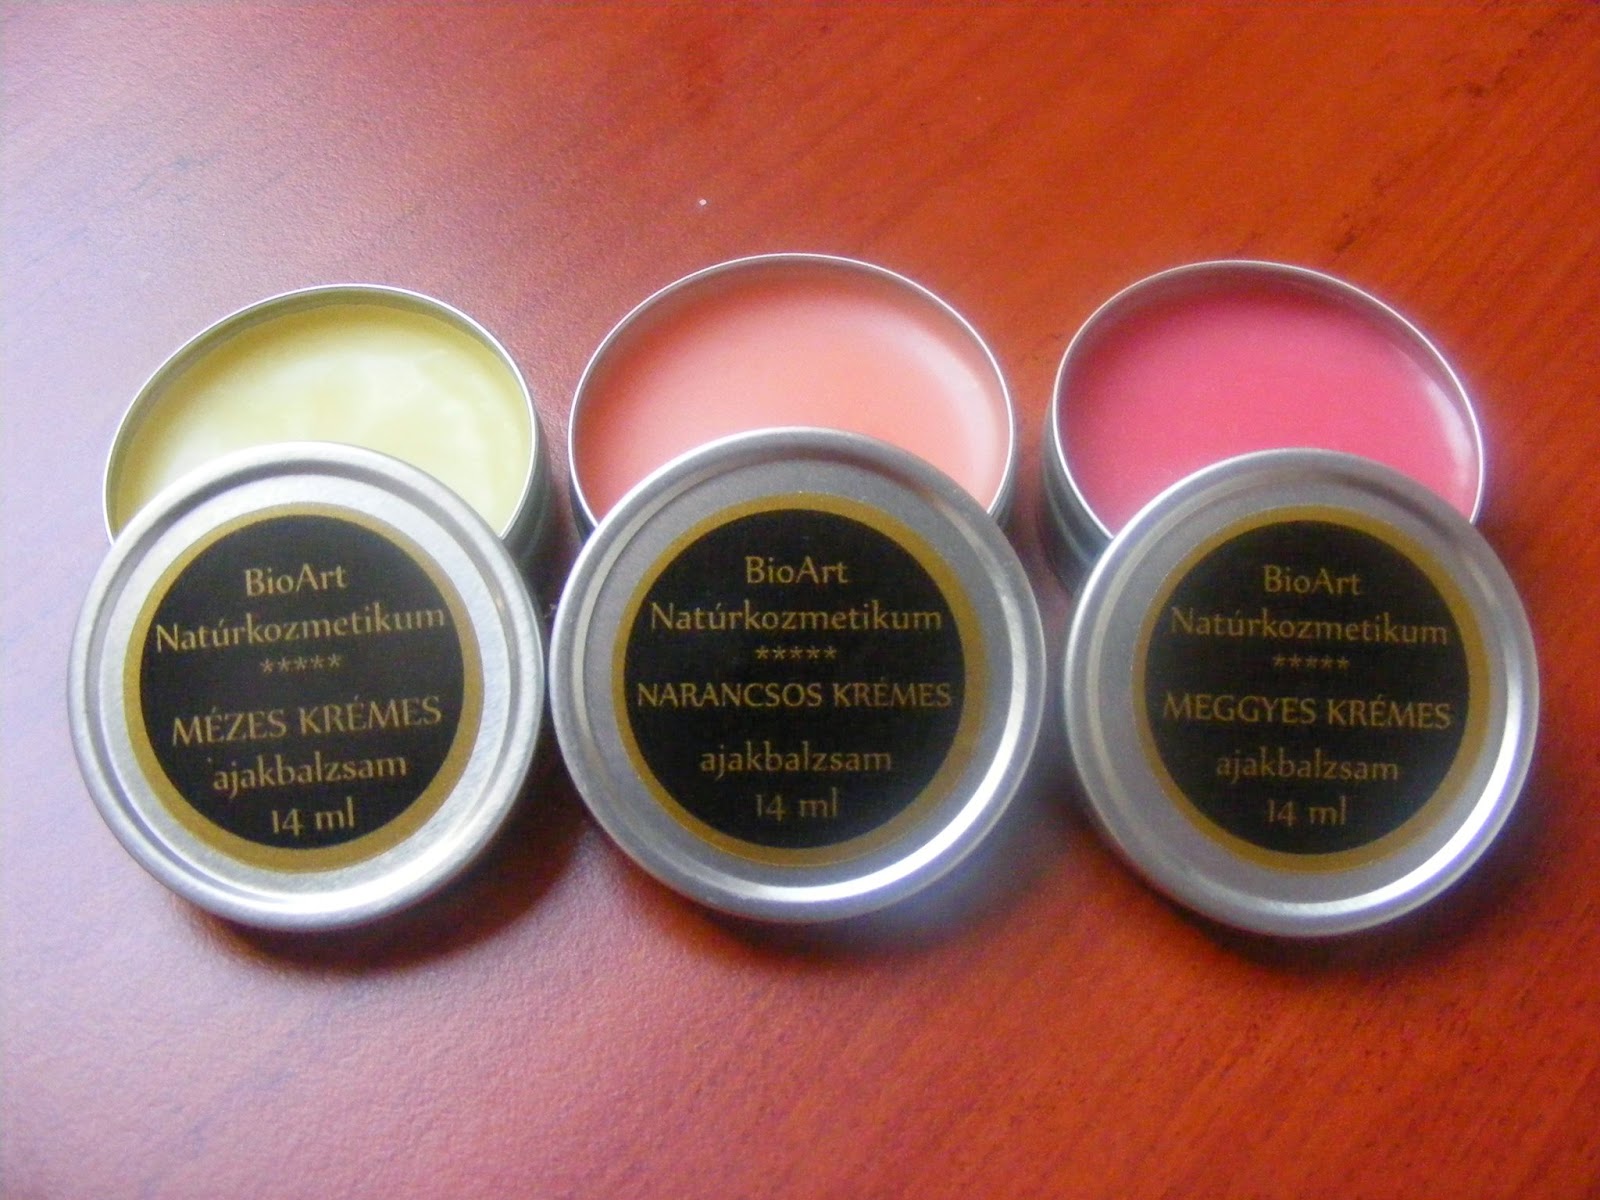 BioArt
Natúrkozmetikum
*****
MÉZES KRÉMES
ajakbalzsam
14 ml
BioArt
Natúrkozmetikum
*****
NARANCSOS KRÉMES
ajakbalzsam
14 ml
BioArt
Natúrkozmetikum
*****
MEGGYES KRÉMES
ajakbalzsam
14 ml